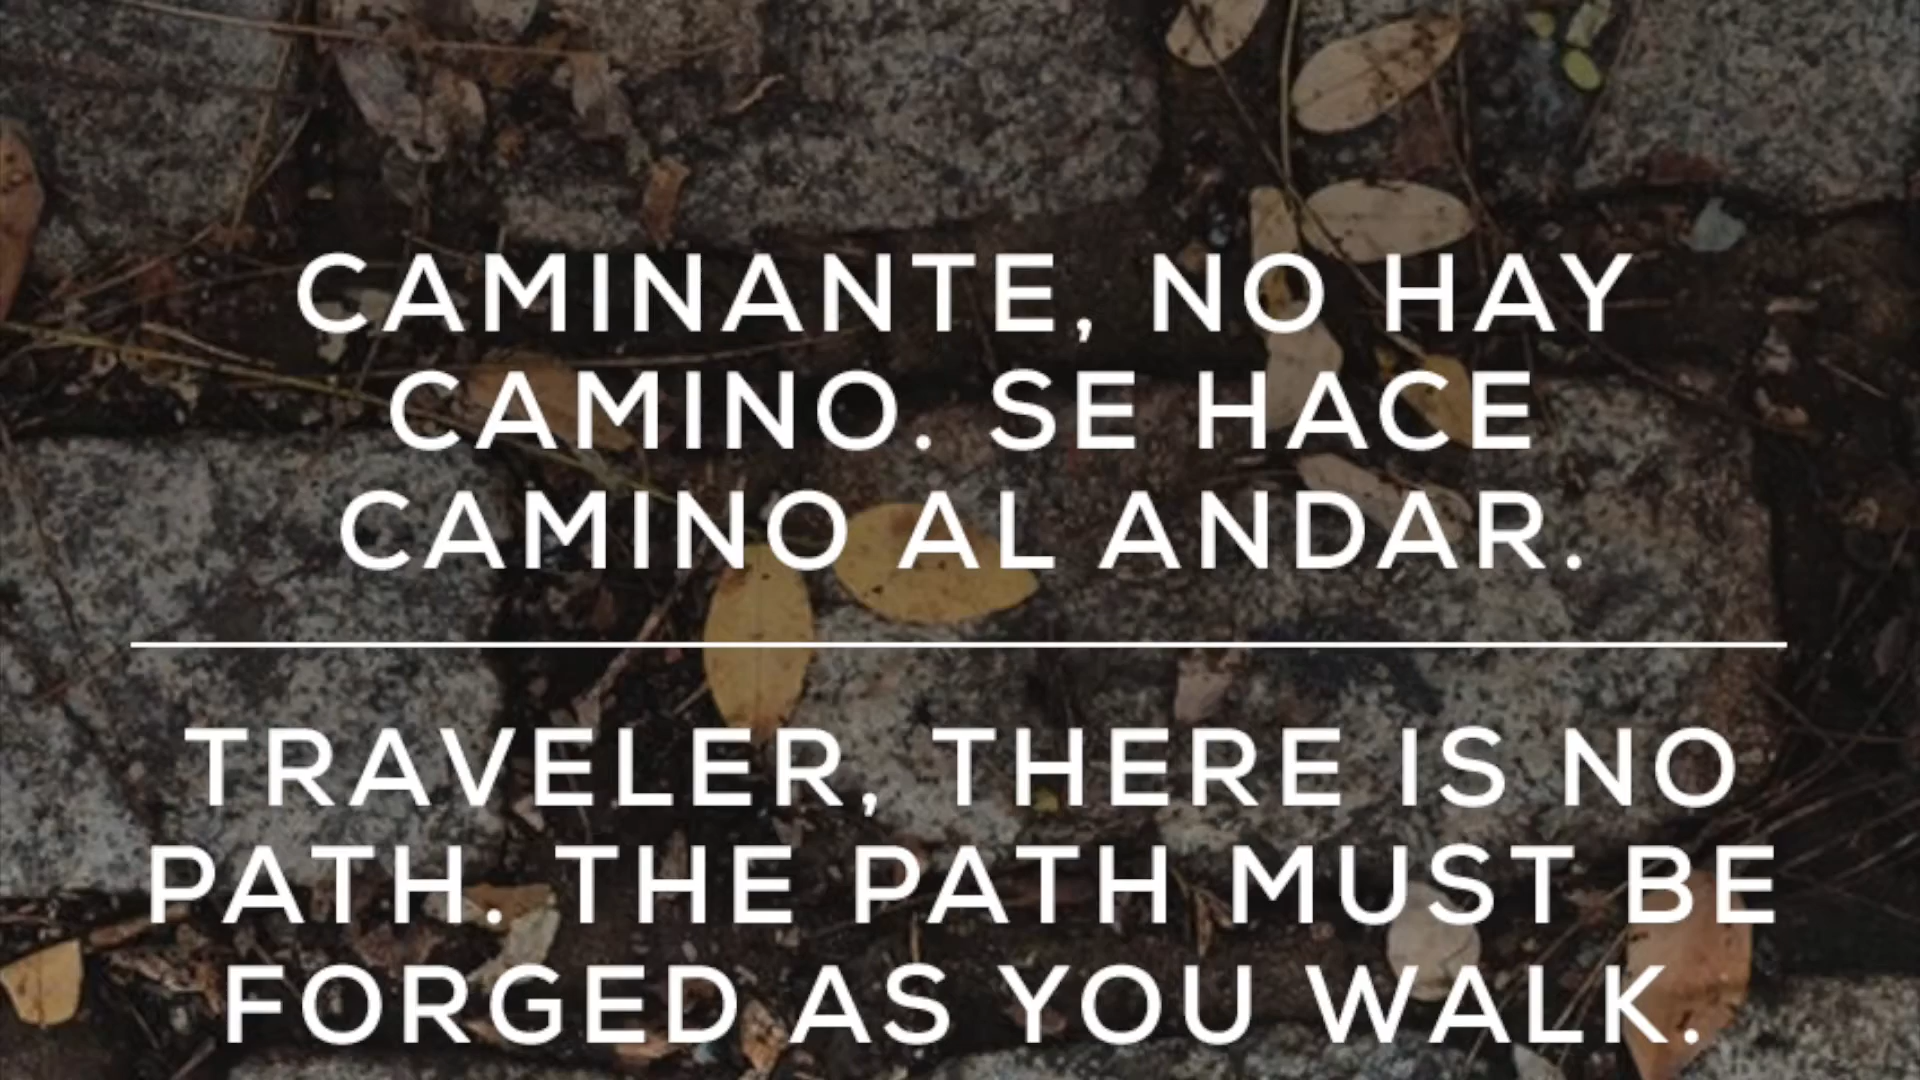 CAMINANTE, NO HAY
CAMINO. SE HACE
CAMINO AL ANDAR.
TRAVELER, THERE IS NO
PATH. THE PATH MUST BE
FORGED AS YOU WALK.